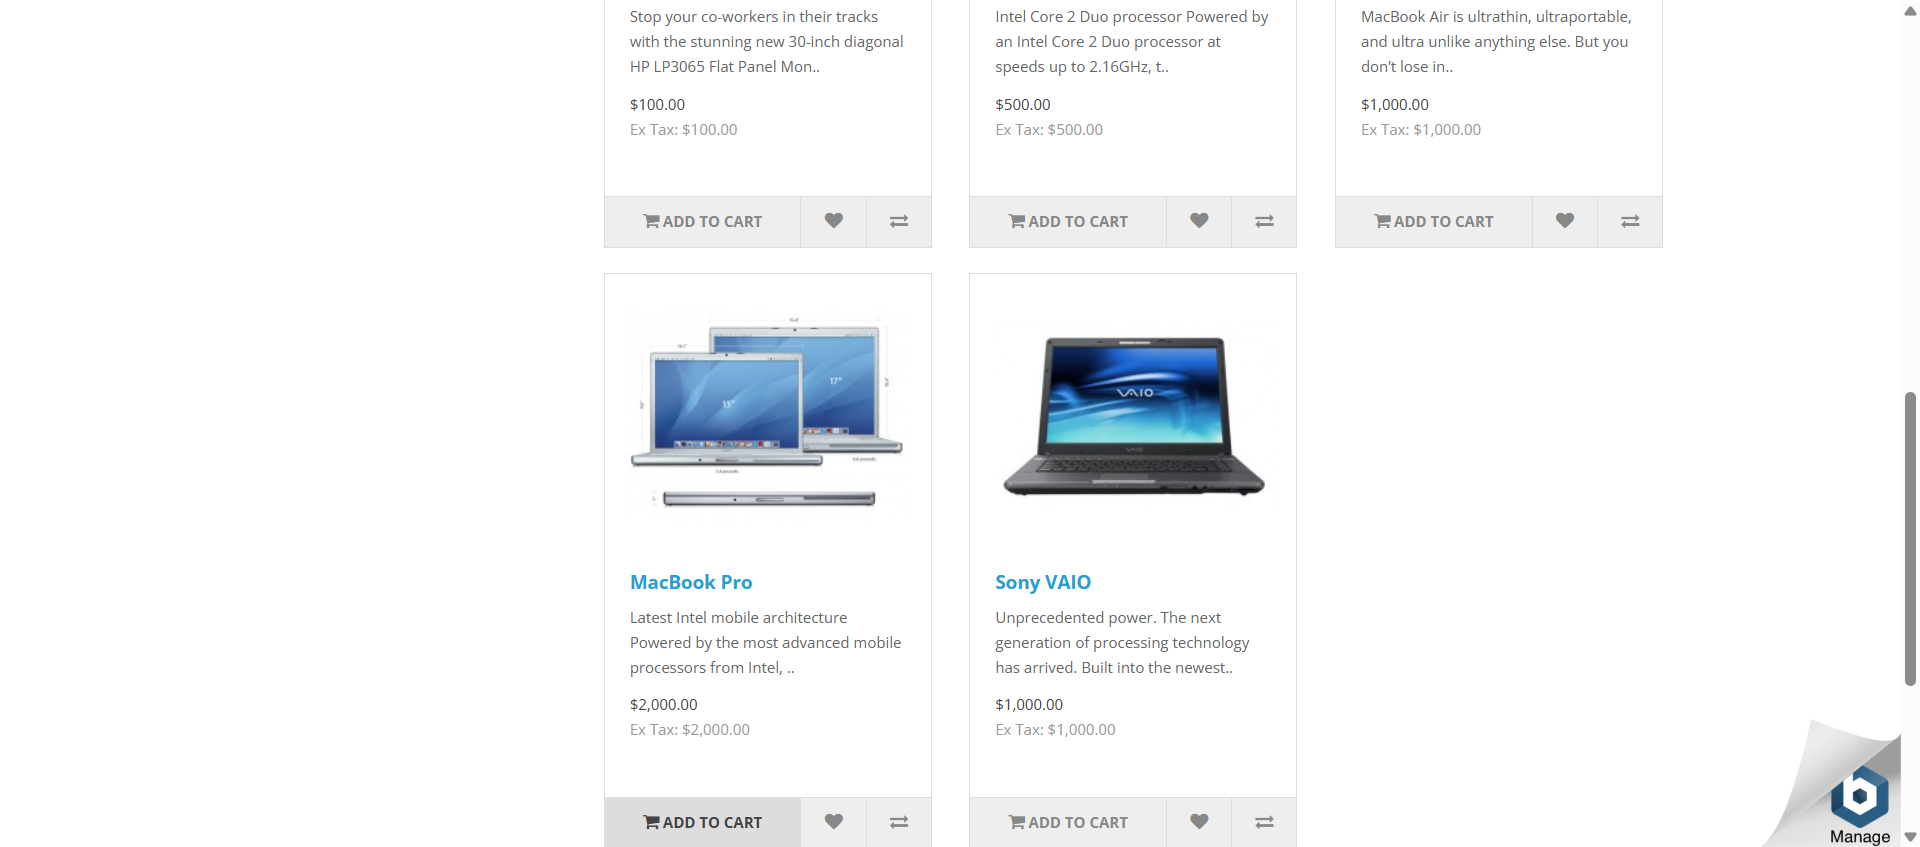 Stop your co-workers in their tracks
with the stunning new 30-inch diagonal
HP LP3065 Flat Panel Mon..
$100.00
Ex Tax: $100.00
ADD TO CART
Intel Core 2 Duo processor Powered by
an Intel Core 2 Duo processor at
speeds up to 2.16GHz, t..
$500.00
Ex Tax: $500.00
ADD TO CART
MacBook Air is ultrathin, ultraportable,
and ultra unlike anything else. But you
don’t lose in..
$1,000.00
Ex Tax: $1,000.00
ADD TO CART
15"
17"
MacBook Pro
Latest Intel mobile architecture
Powered by the most advanced mobile
processors from Intel, ..
$2,000.00
Ex Tax: $2,000.00
ADD TO CART
VAIO
VAIO
Sony VAIO
Unprecedented power. The next
generation of processing technology
has arrived. Built into the newest..
$1,000.00
Ex Tax: $1,000.00
ADD TO CART
b
Manage